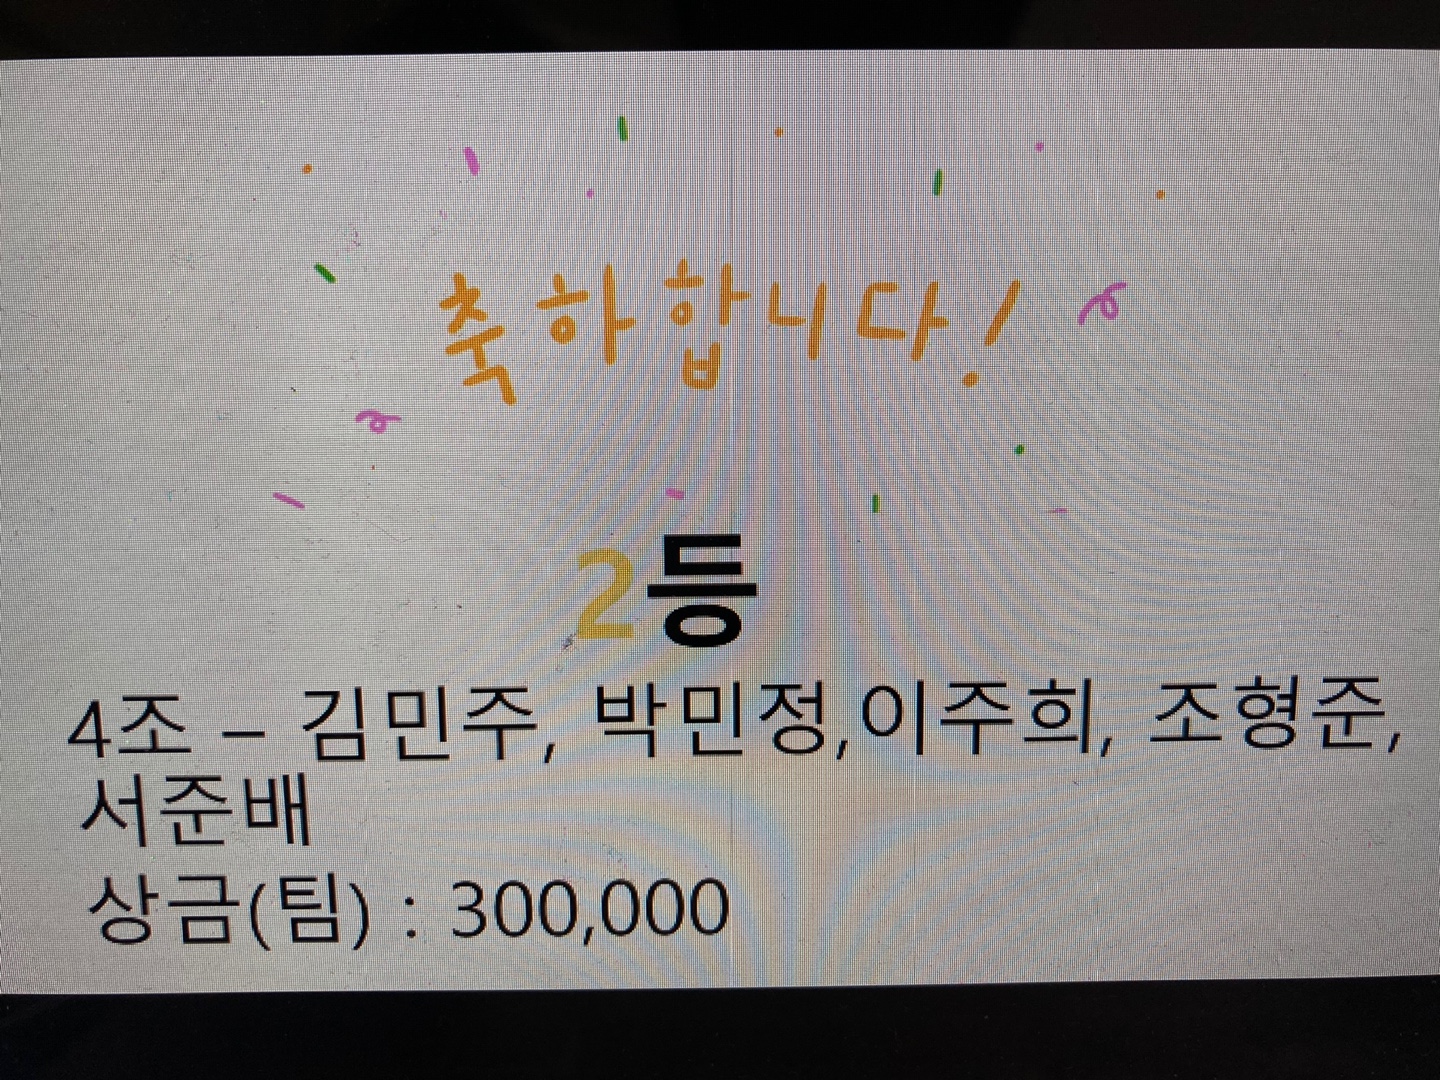 축하합니다!
2등
4조 – 김민주, 박민정,이주희, 조형준,
서준배
상금(팀) : 300,000